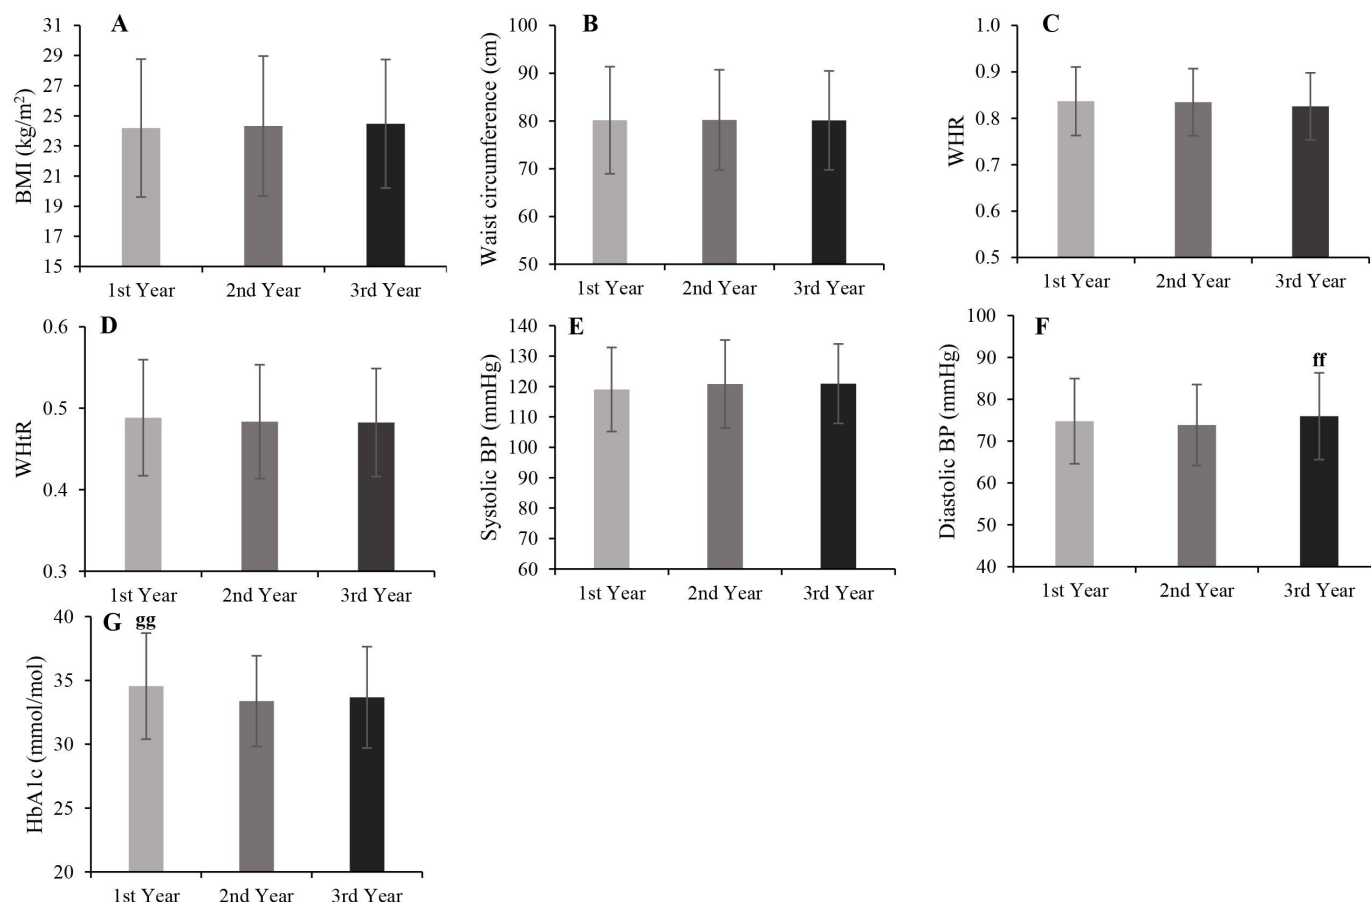 A
BMI (kg/m²)
31
29
27
25
23
21
19
17
15
1st Year 2nd Year 3rd Year
B
Waist circumference (cm)
100
90
80
70
60
50
1st Year 2nd Year 3rd Year
C
WHR
1.0
0.9
0.8
0.7
0.6
0.5
1st Year 2nd Year 3rd Year
D
WHtR
0.6
0.5
0.4
0.3
1st Year 2nd Year 3rd Year
E
Systolic BP (mmHg)
140
130
120
110
100
90
80
70
60
1st Year 2nd Year 3rd Year
F
Diastolic BP (mmHg)
100
90
80
70
60
50
40
ff
1st Year 2nd Year 3rd Year
G gg
HbA1c (mmol/mol)
40
35
30
25
20
1st Year 2nd Year 3rd Year